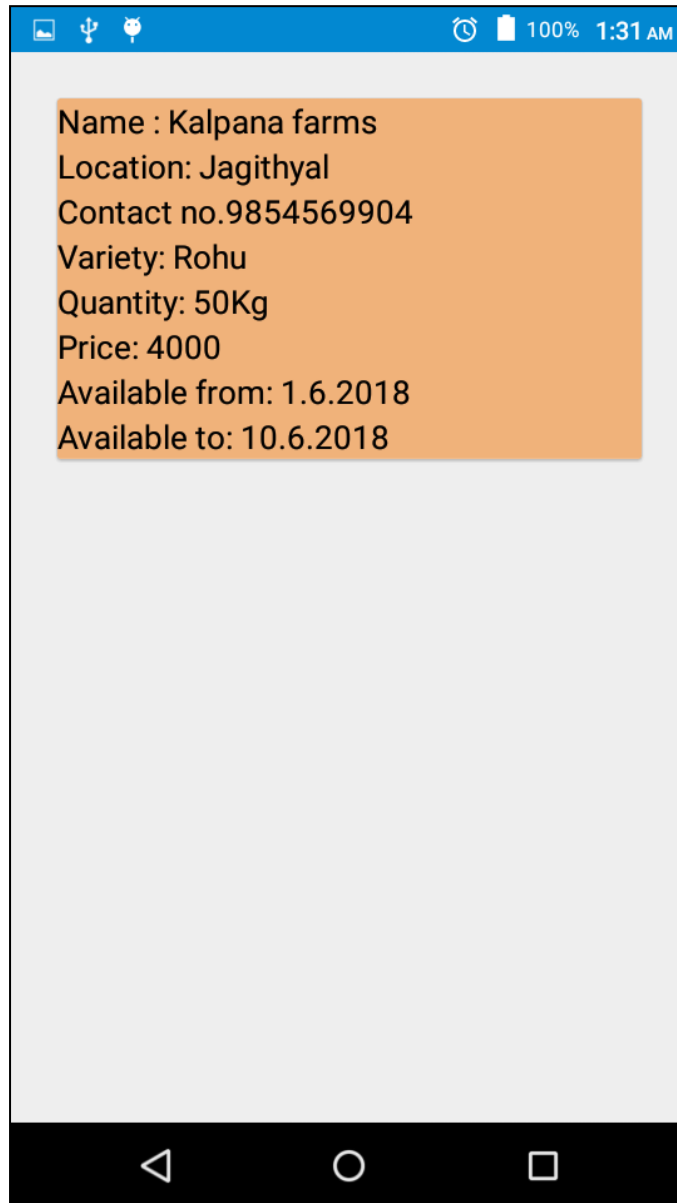 100% 1:31 AM
Name : Kalpana farms
Location: Jagithyal
Contact no.9854569904
Variety: Rohu
Quantity: 50Kg
Price: 4000
Available from: 1.6.2018
Available to: 10.6.2018